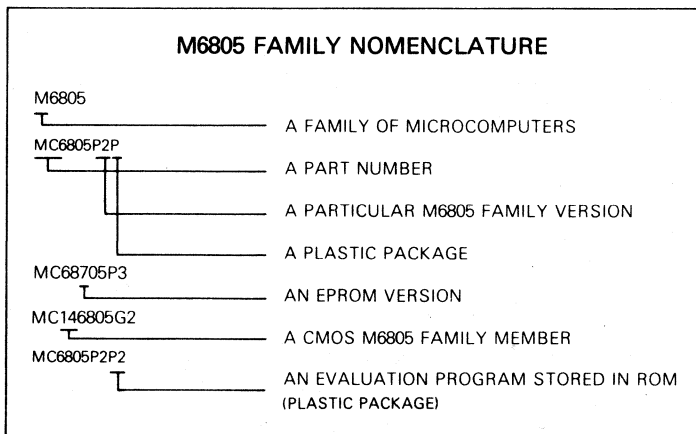 M6805 FAMILY NOMENCLATURE
M6805
A FAMILY OF MICROCOMPUTERS
MC6805P2P
A PART NUMBER
A PARTICULAR M6805 FAMILY VERSION
A PLASTIC PACKAGE
MC68705P3
AN EPROM VERSION
MC146805G2
A CMOS M6805 FAMILY MEMBER
MC6805P2P2
AN EVALUATION PROGRAM STORED IN ROM
(PLASTIC PACKAGE)